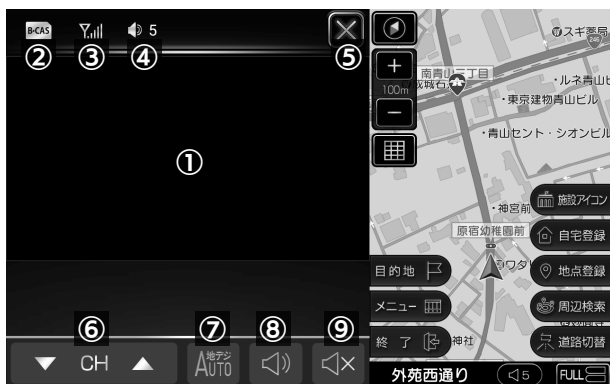 B-CAS
5
② ③ ④ ⑤
①
⑥ ⑦ ⑧ ⑨
CH
地デジ
AUTO
スギ薬局
246
南青山三丁目
100m
・ルネ青山ビ
・東京建物青山ビル
・青山セント・シオンビル
・神宮前
施設アイコン
原宿幼稚園前
自宅登録
目的地
地点登録
メニュー
周辺検索
終了
神社
道路切替
外苑西通り
5
FULL